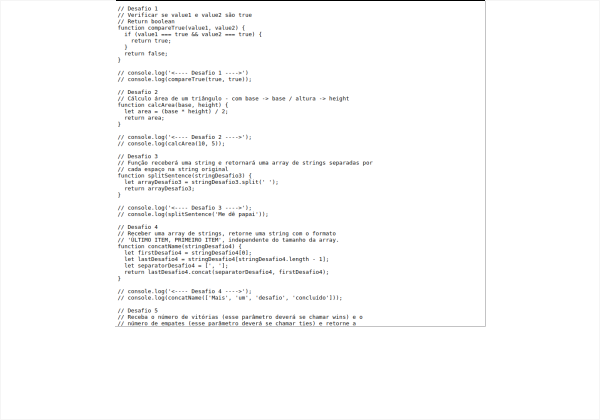 // Desafio 1
// Verificar se value1 e value2 são true
// Return boolean
function compareTrue(value1, value2) {
if (value1 === true && value2 === true) {
return true;
}
return false;
}
// console.log('<---- Desafio 1 ---->')
// console.log(compareTrue(true, true));
// Desafio 2
// Cálculo área de um triângulo - com base -> base / altura -> height
function calcArea(base, height) {
let area = (base * height) / 2;
return area;
}
// console.log('<---- Desafio 2 ---->');
// console.log(calcArea(10, 5));
// Desafio 3
// Função receberá uma string e retornará uma array de strings separadas por
// cada espaço na string original
function splitSentence(stringDesafio3) {
let arrayDesafio3 = stringDesafio3.split(' ');
return arrayDesafio3;
}
// console.log('<---- Desafio 3 ---->');
// console.log(splitSentence('Me dê papai'));
// Desafio 4
// Receber uma array de strings, retorne uma string com o formato
// 'ÚLTIMO ITEM, PRIMEIRO ITEM', independente do tamanho da array.
function concatName(stringDesafio4) {
let firstDesafio4 = stringDesafio4[0];
let lastDesafio4 = stringDesafio4[stringDesafio4.length - 1];
let separatorDesafio4 = [', '];
return lastDesafio4.concat(separatorDesafio4, firstDesafio4);
}
// console.log('<---- Desafio 4 ---->');
// console.log(concatName(['Mais', 'um', 'desafio', 'concluído']));
// Desafio 5
// Receba o número de vitórias (esse parâmetro deverá se chamar wins) e o
// número de empates (esse parâmetro deverá se chamar ties) e retorne a